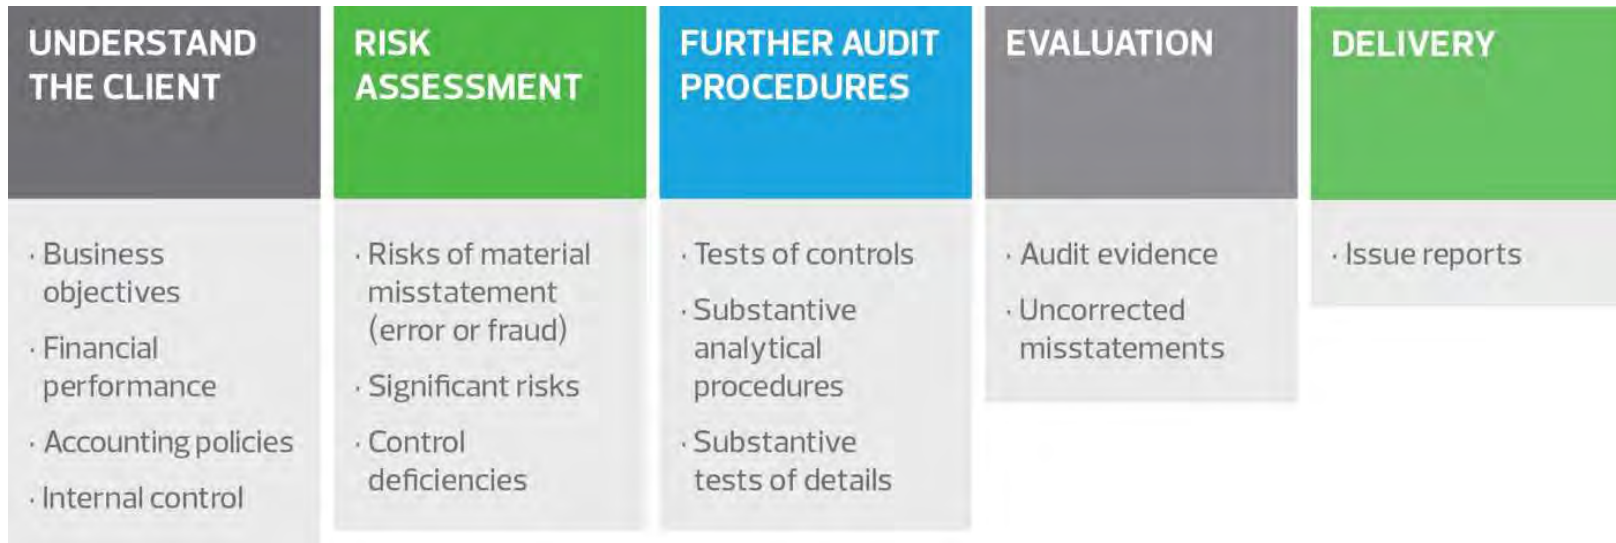 UNDERSTAND
THE CLIENT
· Business
objectives
· Financial
performance
· Accounting policies
· Internal control
RISK
ASSESSMENT
· Risks of material
misstatement
(error or fraud)
· Significant risks
· Control
deficiencies
FURTHER AUDIT
PROCEDURES
· Tests of controls
· Substantive
analytical
procedures
· Substantive
tests of details
EVALUATION
· Audit evidence
· Uncorrected
misstatements
DELIVERY
· Issue reports